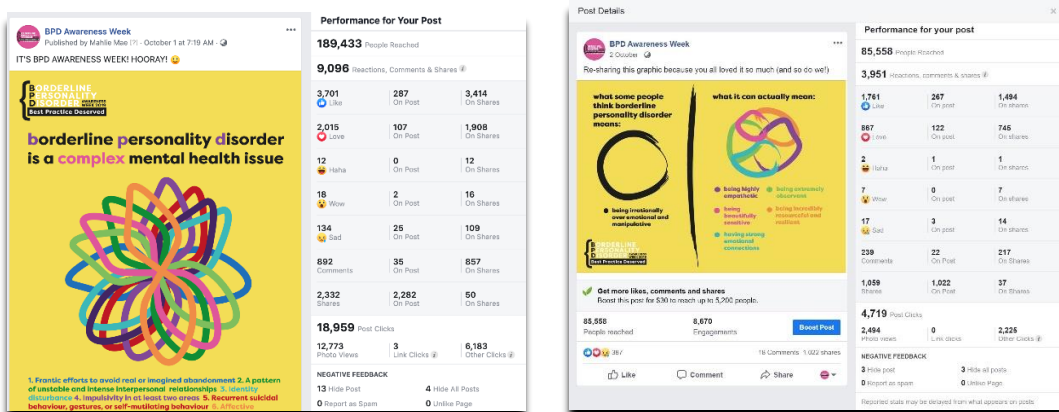 BPD Awareness Week
Published by Mahlie Mae [?] · October 1 at 7:19 AM ·
IT'S BPD AWARENESS WEEK! HOORAY! 😃
BORDERLINE
PERSONALITY
DISORDER
Best Practice Deserved
borderline personality disorder
is a complex mental health issue
1. Frantic efforts to avoid real or imagined abandonment 2. A pattern
of unstable and intense interpersonal relationships 3. Identity
disturbance 4. Impulsivity in at least two areas 5. Recurrent suicidal
behaviour, gestures, or self-mutilating behaviour 6. Affective
Performance for Your Post
189,433 People Reached
9,096 Reactions, Comments & Shares
3,701 287 3,414
Like On Post On Shares
2,015 107 1,908
Love On Post On Shares
12 0 12
Haha On Post On Shares
18 2 16
Wow On Post On Shares
134 25 109
Sad On Post On Shares
892 35 857
Comments On Post On Shares
2,332 2,282 50
Shares On Post On Shares
18,959 Post Clicks
12,773 3 6,183
Photo Views Link Clicks Other Clicks
NEGATIVE FEEDBACK
13 Hide Post 4 Hide All Posts
0 Report as Spam 0 Unlike Page
Post Details
BPD Awareness Week
2 October ·
Re-sharing this graphic because you all loved it so much (and so do we!)
what some people
think borderline
personality disorder
means:
being irrationally
over emotional and
manipulative
what it can actually mean:
being highly
empathetic
being extremely
observant
being
beautifully
sensitive
being incredibly
resourceful and
resilient
having strong
emotional
connections
BORDERLINE
PERSONALITY
DISORDER
Best Practice Deserved
Get more likes, comments and shares
Boost this post for $30 to reach up to 5,200 people.
85,558 8,670
People reached Engagements
Boost Post
387 16 Comments 1,022 shares
Like Comment Share
Performance for your post
85,558 People Reached
3,951 Reactions, comments & shares
1,761 267 1,494
Like On post On shares
867 122 745
Love On post On shares
2 1 1
Haha On post On shares
7 0 7
Wow On post On shares
17 3 14
Sad On post On shares
239 22 217
Comments On Post On Shares
1,059 1,022 37
Shares On Post On Shares
4,719 Post Clicks
2,494 0 2,225
Photo views Link clicks Other Clicks
NEGATIVE FEEDBACK
3 Hide post 3 Hide all posts
0 Report as spam 0 Unlike Page
Reported stats may be delayed from what appears on posts